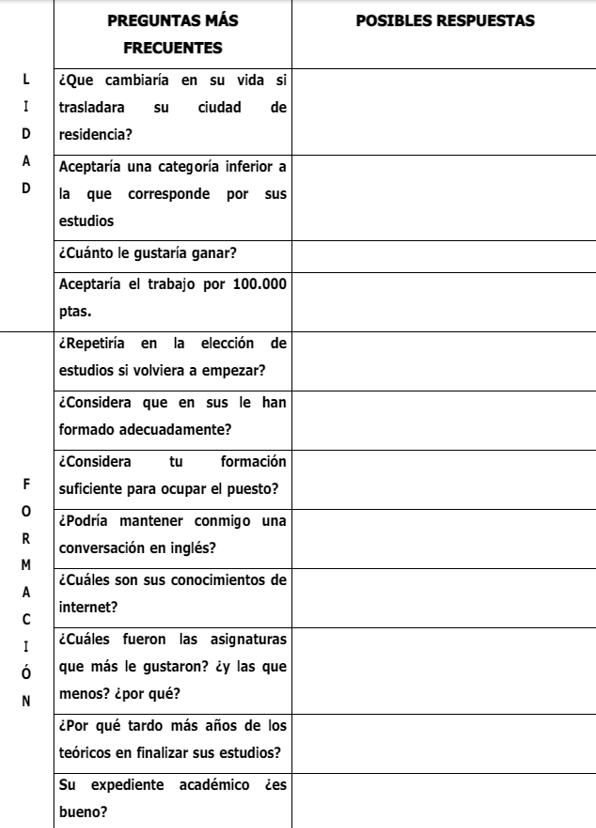 PREGUNTAS MÁS
FRECUENTES
POSIBLES RESPUESTAS
L
I
D
A
D
¿Que cambiaría en su vida si
trasladara su ciudad de
residencia?
Aceptaría una categoría inferior a
la que corresponde por sus
estudios
¿Cuánto le gustaría ganar?
Aceptaría el trabajo por 100.000
ptas.
F
O
R
M
A
C
I
Ó
N
¿Repetiría en la elección de
estudios si volviera a empezar?
¿Considera que en sus le han
formado adecuadamente?
¿Considera tu formación
suficiente para ocupar el puesto?
¿Podría mantener conmigo una
conversación en inglés?
¿Cuáles son sus conocimientos de
internet?
¿Cuáles fueron las asignaturas
que más le gustaron? ¿y las que
menos? ¿por qué?
¿Por qué tardo más años de los
teóricos en finalizar sus estudios?
Su expediente académico ¿es
bueno?